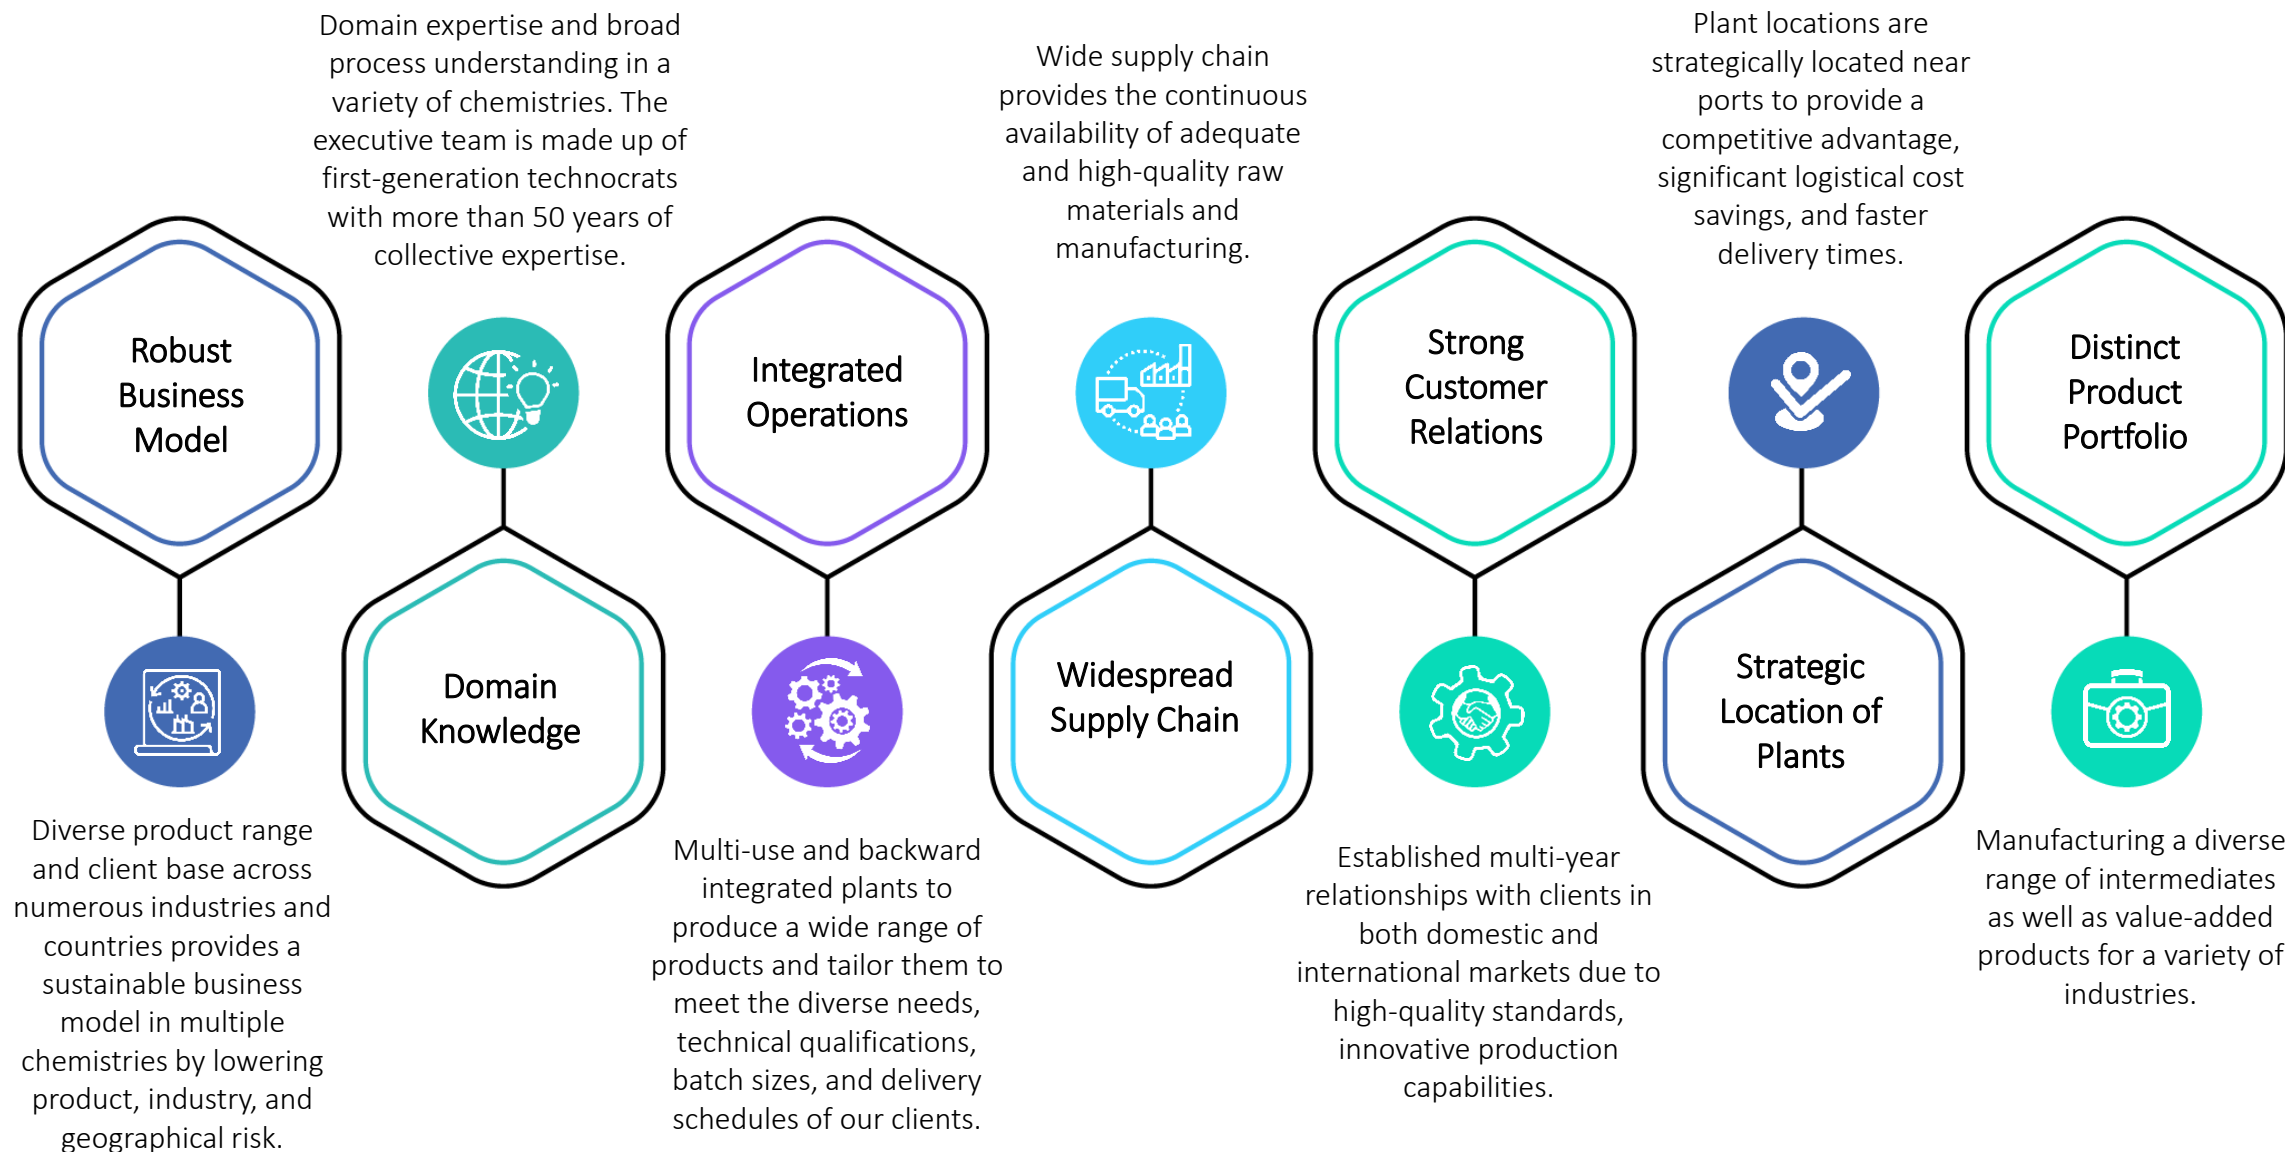 Robust
Business
Model
Diverse product range
and client base across
numerous industries and
countries provides a
sustainable business
model in multiple
chemistries by lowering
product, industry, and
geographical risk.
Domain expertise and broad
process understanding in a
variety of chemistries. The
executive team is made up of
first-generation technocrats
with more than 50 years of
collective expertise.
Domain
Knowledge
Integrated
Operations
Multi-use and backward
integrated plants to
produce a wide range of
products and tailor them to
meet the diverse needs,
technical qualifications,
batch sizes, and delivery
schedules of our clients.
Wide supply chain
provides the continuous
availability of adequate
and high-quality raw
materials and
manufacturing.
Widespread
Supply Chain
Strong
Customer
Relations
Established multi-year
relationships with clients in
both domestic and
international markets due to
high-quality standards,
innovative production
capabilities.
Plant locations are
strategically located near
ports to provide a
competitive advantage,
significant logistical cost
savings, and faster
delivery times.
Strategic
Location of
Plants
Distinct
Product
Portfolio
Manufacturing a diverse
range of intermediates
as well as value-added
products for a variety of
industries.